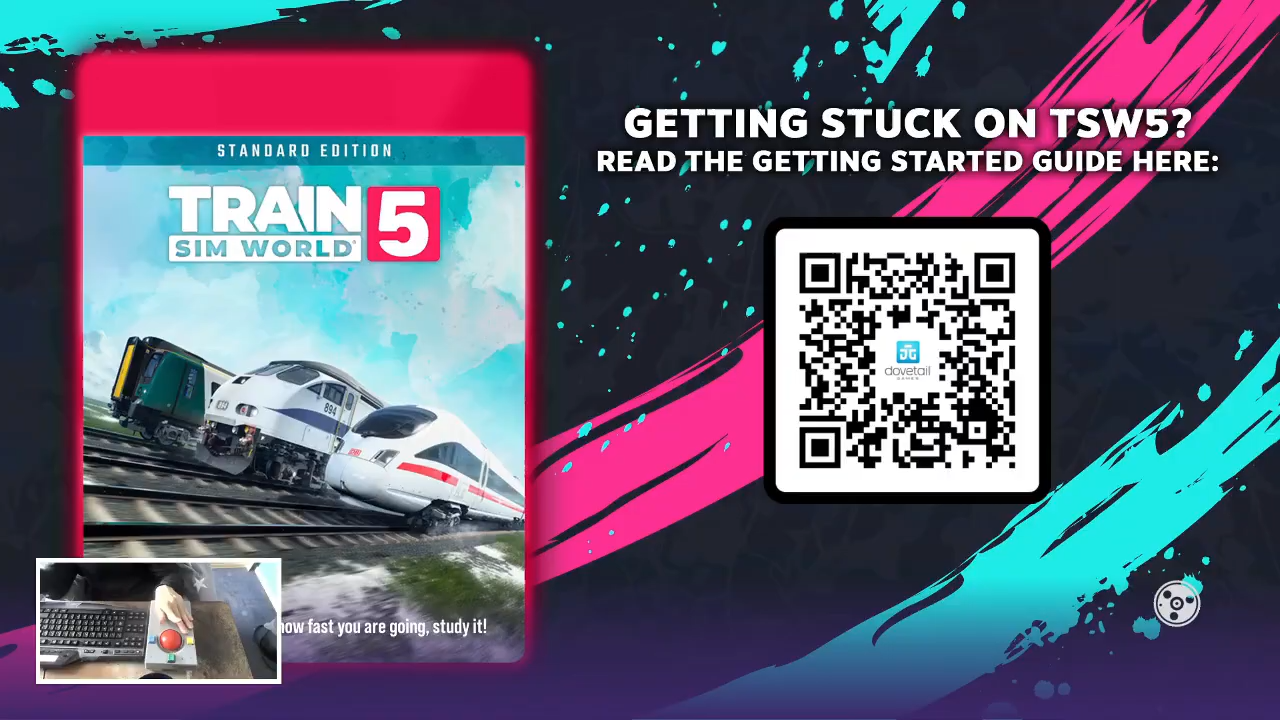 STANDARD EDITION
TRAIN
SIM WORLD
5
894
how fast you are going, study it!
GETTING STUCK ON TSW5?
READ THE GETTING STARTED GUIDE HERE:
dovetail
GAMES